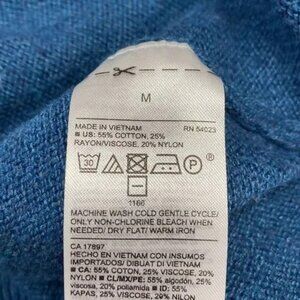 M
MADE IN VIETNAM RN 54023
■ US: 55% COTTON, 25%
RAYON/VISCOSE, 20% NYLON
30
1166
MACHINE WASH COLD GENTLE CYCLE/
ONLY NON-CHLORINE BLEACH WHEN
NEEDED/ DRY FLAT/ WARM IRON
CA 17897
HECHO EN VIETNAM CON INSUMOS
IMPORTADOS/ DIBUAT DI VIETNAM
■ CA: 55% COTON, 25% VISCOSE, 20%
NYLON ■ CL/MX/PE: 55% algodón, 25%
viscosa, 20% poliamida ■ ID: 55%
KAPAS, 25% VISCOSE, 20% NYLON